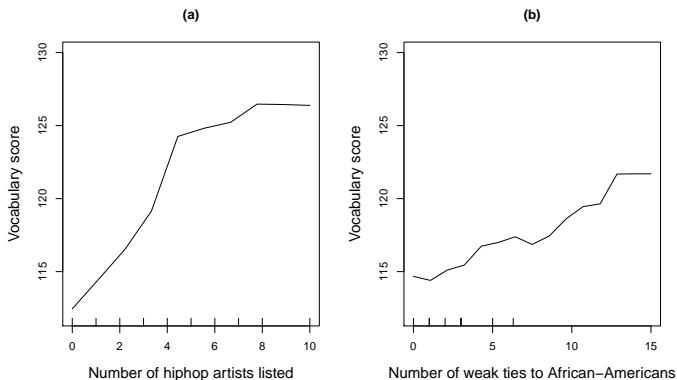 (a)
130
125
120
115
Vocabulary score
0 2 4 6 8 10
Number of hiphop artists listed
(b)
130
125
120
115
Vocabulary score
0 5 10 15
Number of weak ties to African−Americans